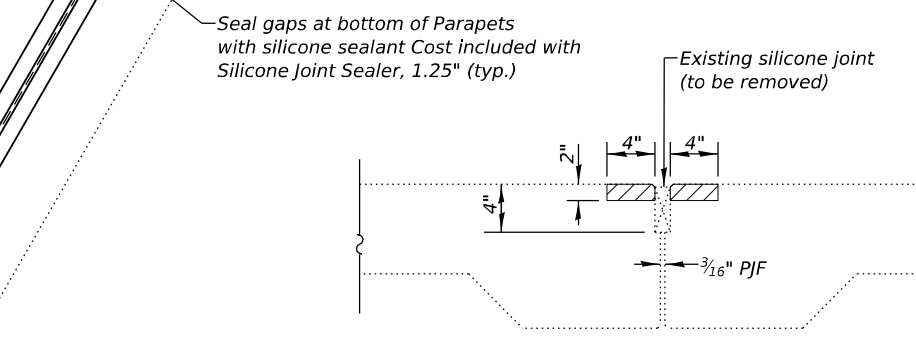 Seal gaps at bottom of Parapets
with silicone sealant Cost included with
Silicone Joint Sealer, 1.25" (typ.)
Existing silicone joint
(to be removed)
4"
4"
2"
4"
3/16" PJF